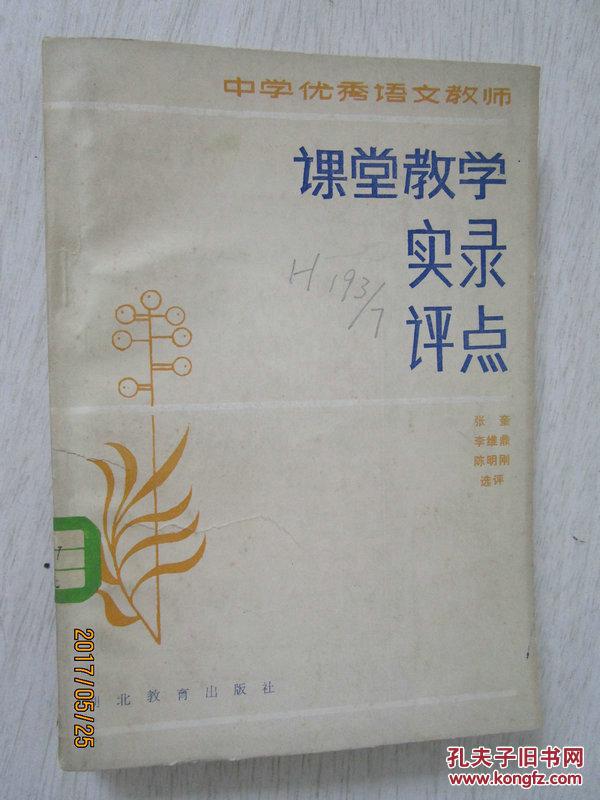 中学优秀语文教师
课堂教学
实录
评点
H 193/7
张奎
李维鼎
陈明刚
选评
7
北教育出版社
2017/05/25
孔夫子旧书网
www.kongfz.com